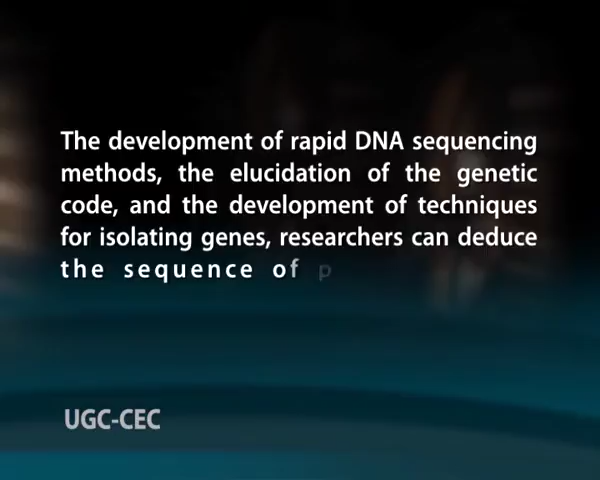 The development of rapid DNA sequencing
methods, the elucidation of the genetic
code, and the development of techniques
for isolating genes, researchers can deduce
the sequence of p
UGC-CEC